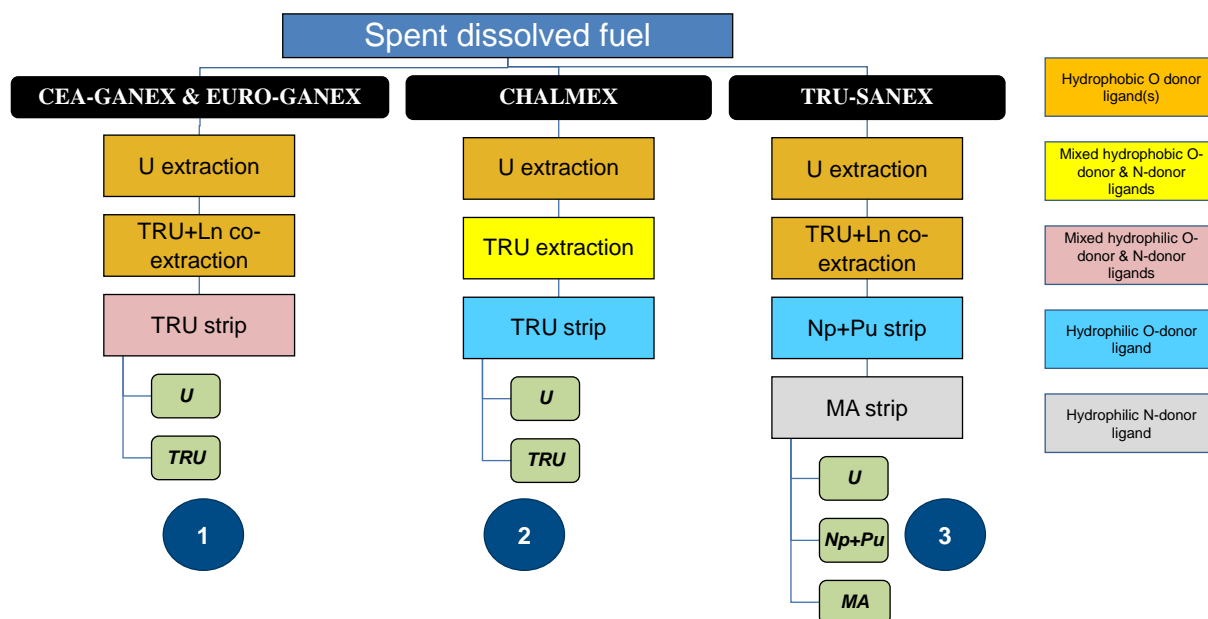 Spent dissolved fuel
CEA-GANEX & EURO-GANEX
U extraction
TRU+Ln co-
extraction
TRU strip
U
TRU
1
CHALMEX
U extraction
TRU extraction
TRU strip
U
TRU
2
TRU-SANEX
U extraction
TRU+Ln co-
extraction
Np+Pu strip
MA strip
U
Np+Pu
MA
3
Hydrophobic O donor
ligand(s)
Mixed hydrophobic O-
donor & N-donor
ligands
Mixed hydrophilic O-
donor & N-donor
ligands
Hydrophilic O-donor
ligand
Hydrophilic N-donor
ligand